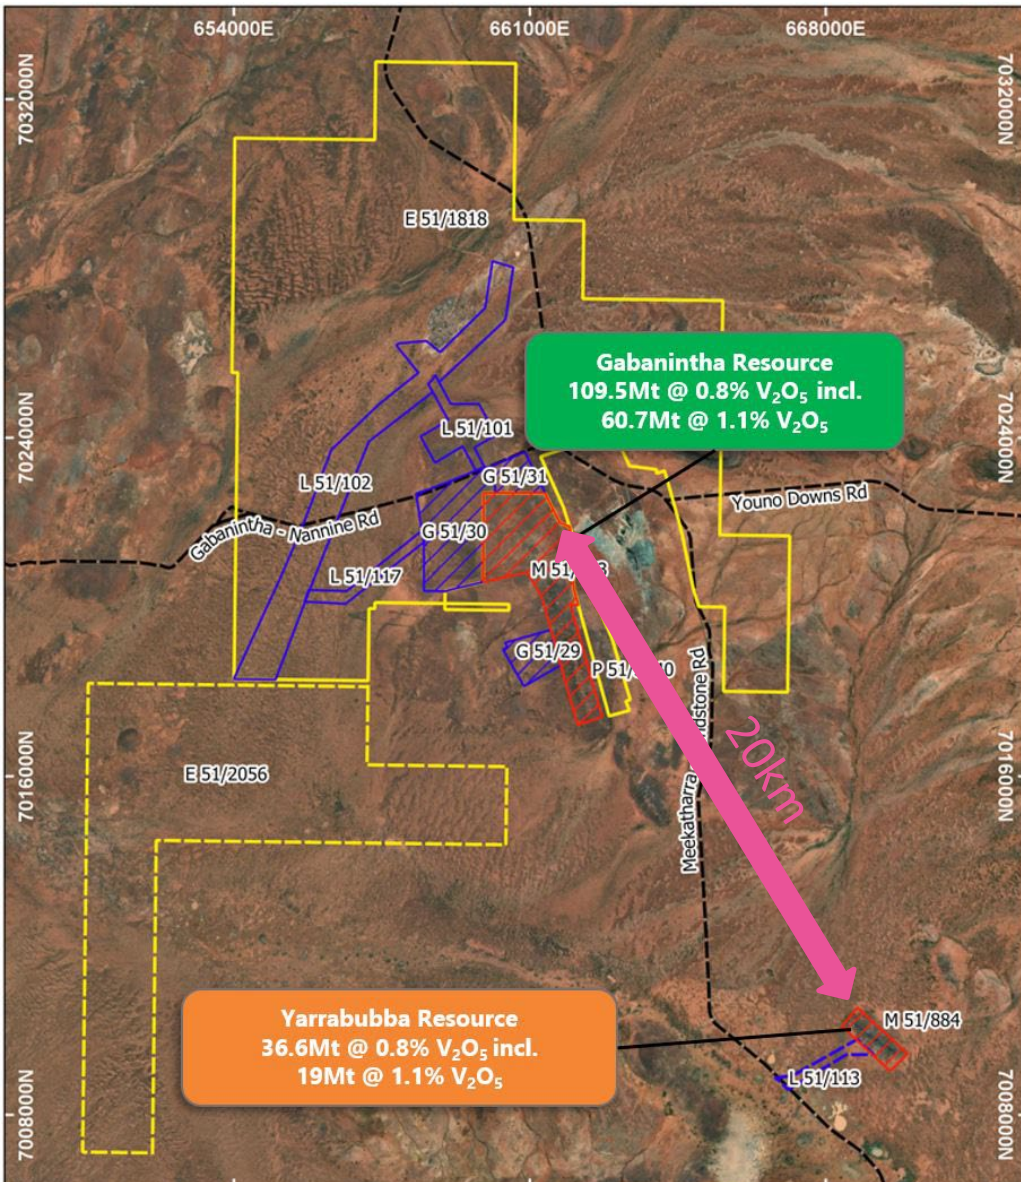 654000E
661000E
668000E
7032000N
7032000N
E 51/1818
Gabanintha Resource
109.5Mt @ 0.8% V₂O₅ incl.
60.7Mt @ 1.1% V₂O₅
7024000N
7024000N
L 51/101
G 51/31
L 51/102
Youno Downs Rd
Gabanintha - Nannine Rd
G 51/30
L 51/117
M 51/
G 51/29
P 51/
Meekatharra
Rd
20km
E 51/2056
7016000N
7016000N
Yarrabubba Resource
36.6Mt @ 0.8% V₂O₅ incl.
19Mt @ 1.1% V₂O₅
M 51/884
L 51/113
7008000N
7008000N